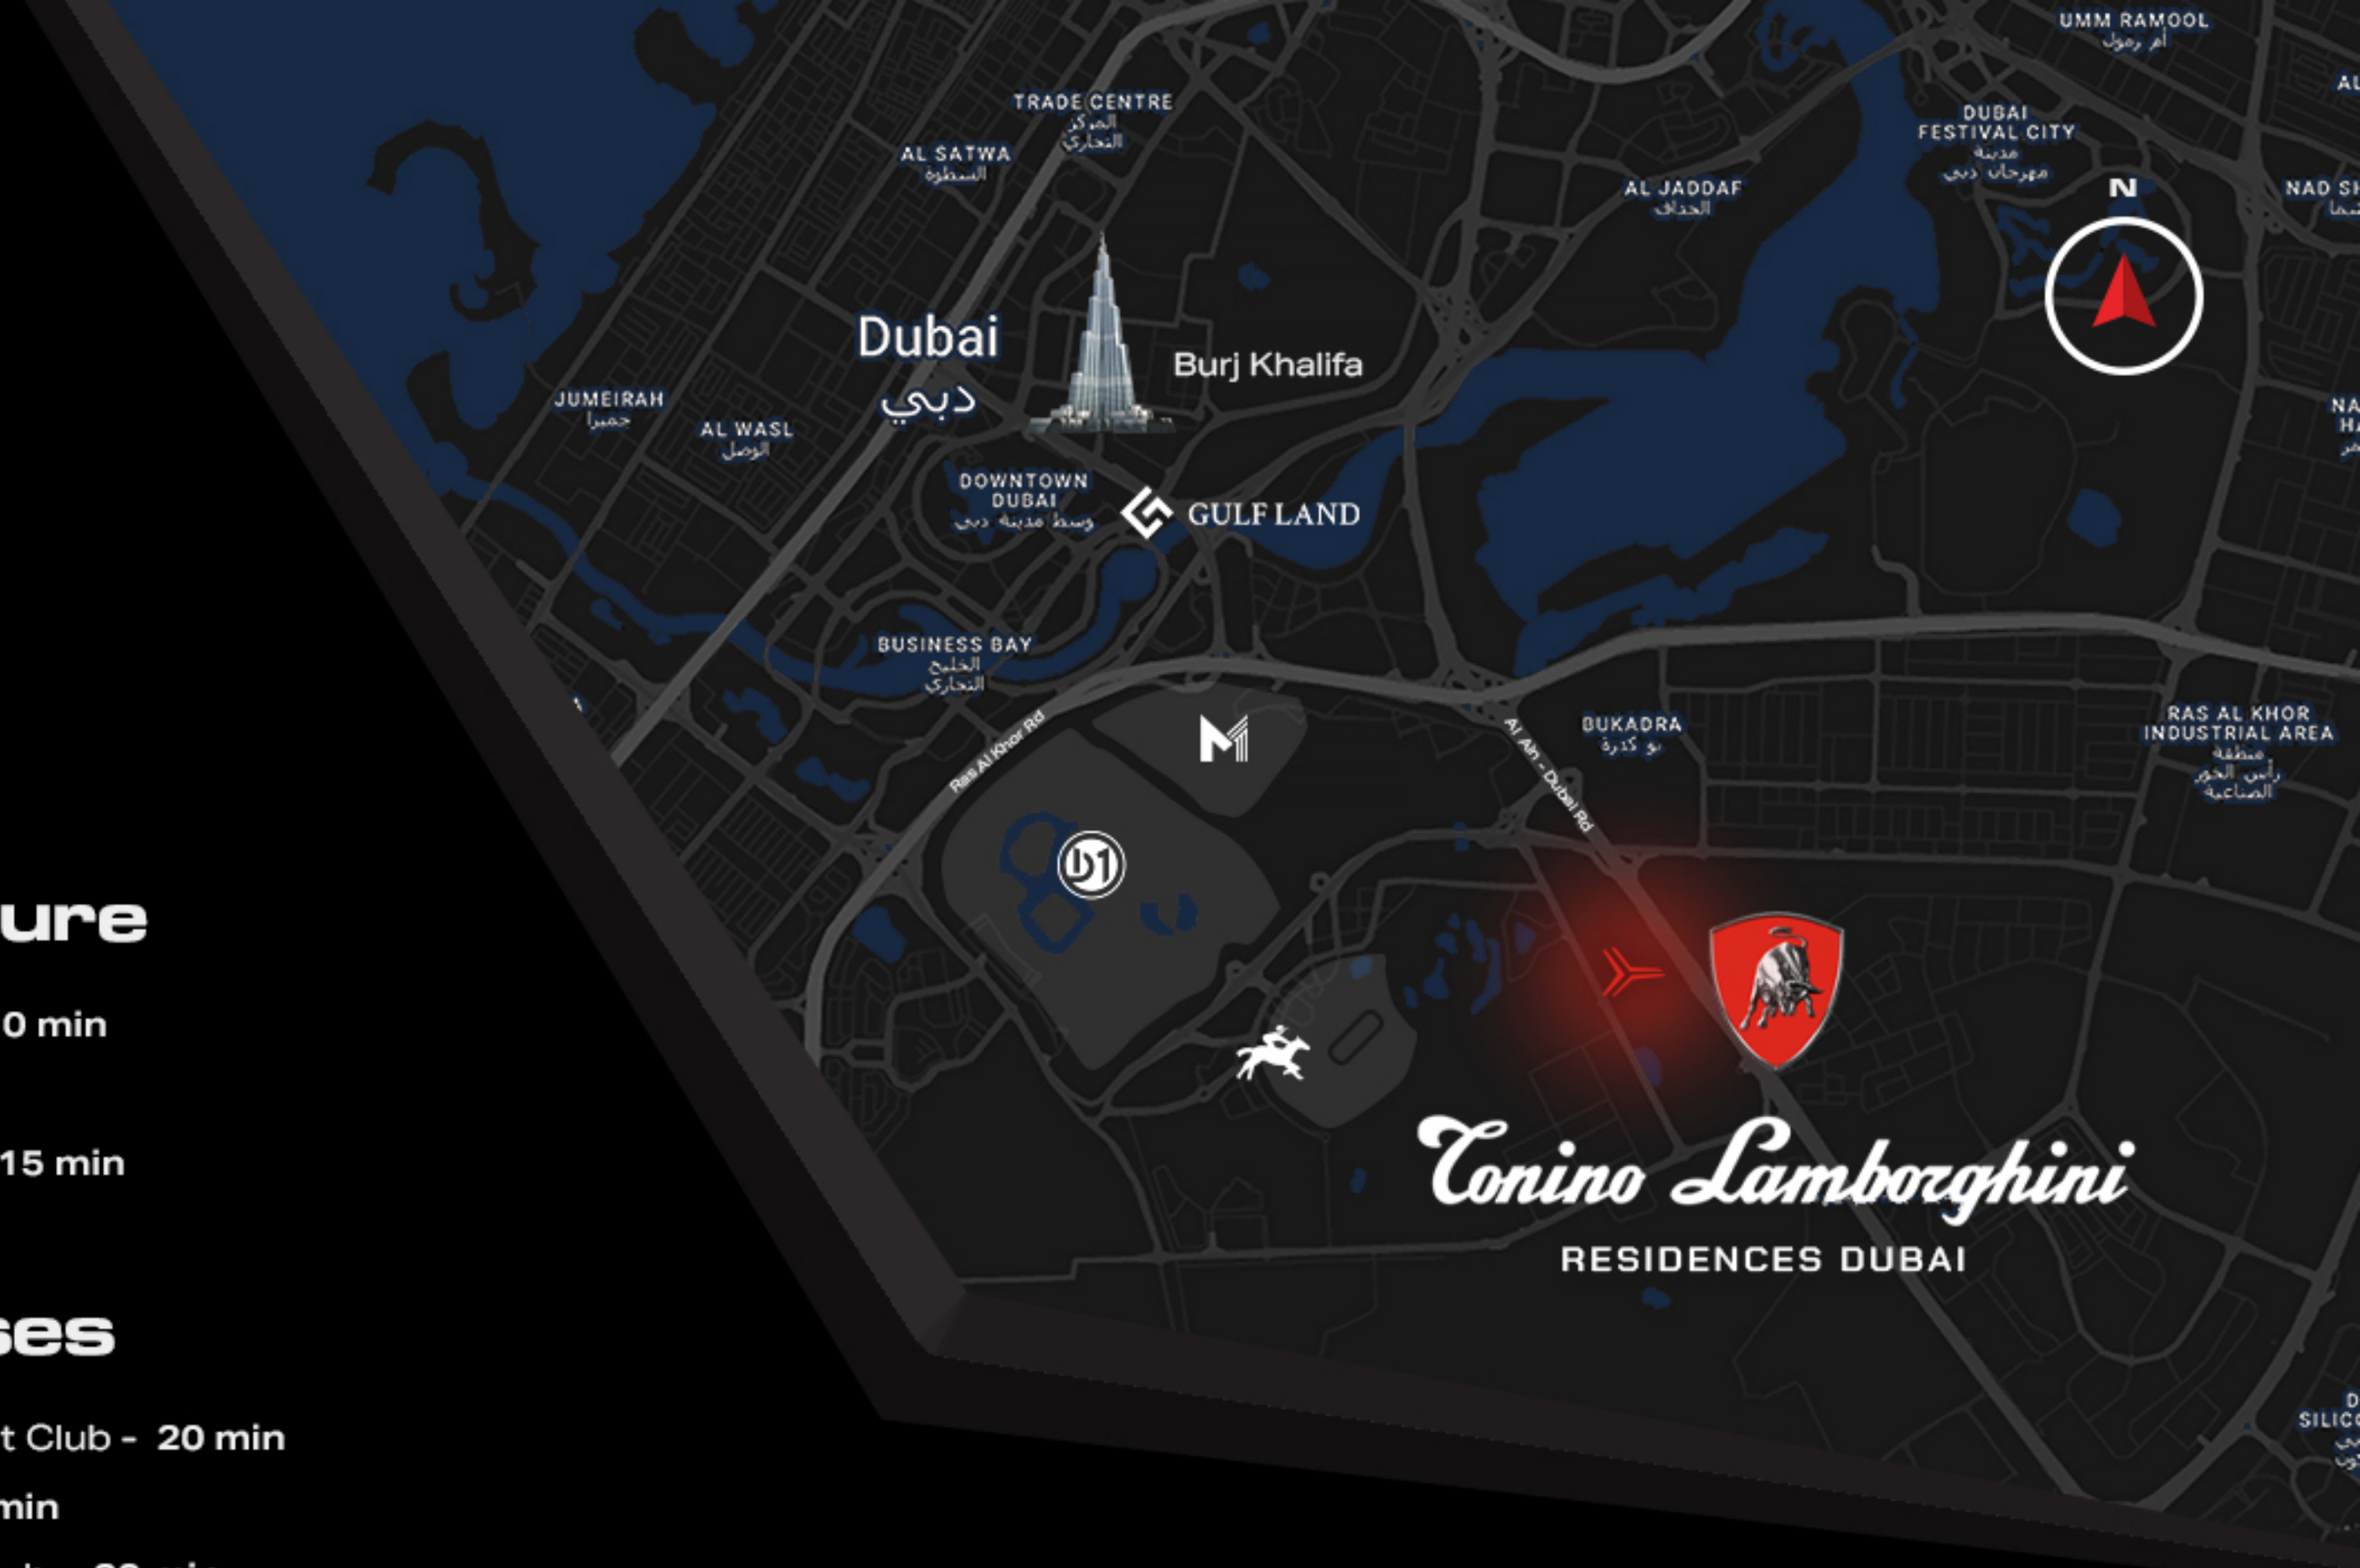 UMM RAMOOL
أم رمول
AL
TRADE CENTRE
المركز
التجاري
DUBAI
FESTIVAL CITY
مدينة
مهرجان دبي
AL SATWA
السطوة
AL JADDAF
الجداف
N
NAD SH
Dubai
دبي
Burj Khalifa
JUMEIRAH
جميرا
AL WASL
الوصل
NA
HA
DOWNTOWN
DUBAI
وسط مدينة دبي
GULF LAND
BUSINESS BAY
الخليج
التجاري
Ras Al Khor Rd
M
Al Ain - Dubai Rd
BUKADRA
بو كدرة
RAS AL KHOR
INDUSTRIAL AREA
منطقة
رأس الخور
الصناعية
D1
ure
0 min
15 min
Tonino Lamborghini
RESIDENCES DUBAI
ses
t Club - 20 min
min
D
SILICO